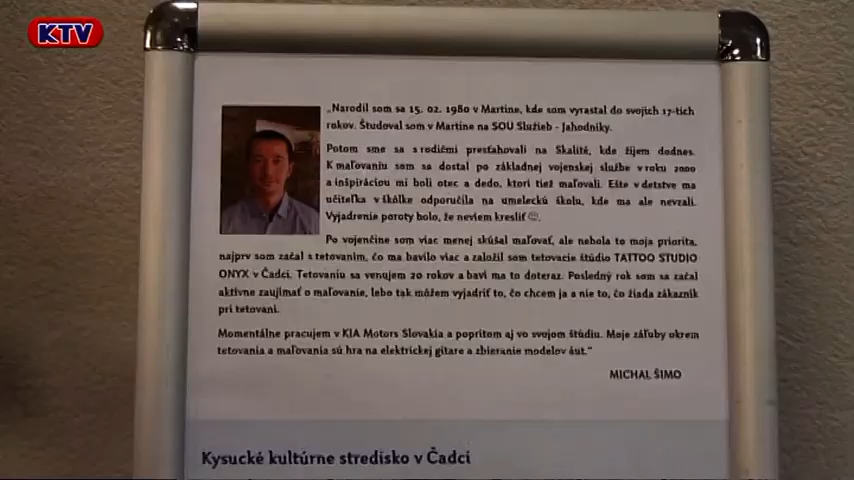 KTV
„Narodil som sa 15. 02. 1980 v Martine, kde som vyrastal do svojich 17-tich
rokov. Študoval som v Martine na SOU Služieb - Jahodníky.
Potom sme sa s rodičmi presťahovali na Skalité, kde žijem dodnes.
K maľovaniu som sa dostal po základnej vojenskej službe v roku 2000
a inšpiráciou mi boli otec a dedo, ktorí tiež maľovali. Ešte v detstve ma
učiteľka v škôlke odporučila na umeleckú školu, kde ma ale nevzali.
Vyjadrenie poroty bolo, že neviem kresliť ☺.
Po vojenčine som viac menej skúšal maľovať, ale nebola to moja priorita,
najprv som začal s tetovaním, čo ma bavilo viac a založil som tetovacie štúdio TATTOO STUDIO
ONYX v Čadci. Tetovaniu sa venujem 20 rokov a baví ma to doteraz. Posledný rok som sa začal
aktívne zaujímať o maľovanie, lebo tak môžem vyjadriť to, čo chcem ja a nie to, čo žiada zákazník
pri tetovaní.
Momentálne pracujem v KIA Motors Slovakia a popritom aj vo svojom štúdiu. Moje záľuby okrem
tetovania a maľovania sú hra na elektrickej gitare a zbieranie modelov áut."
MICHAL ŠIMO
Kysucké kultúrne stredisko v Čadci